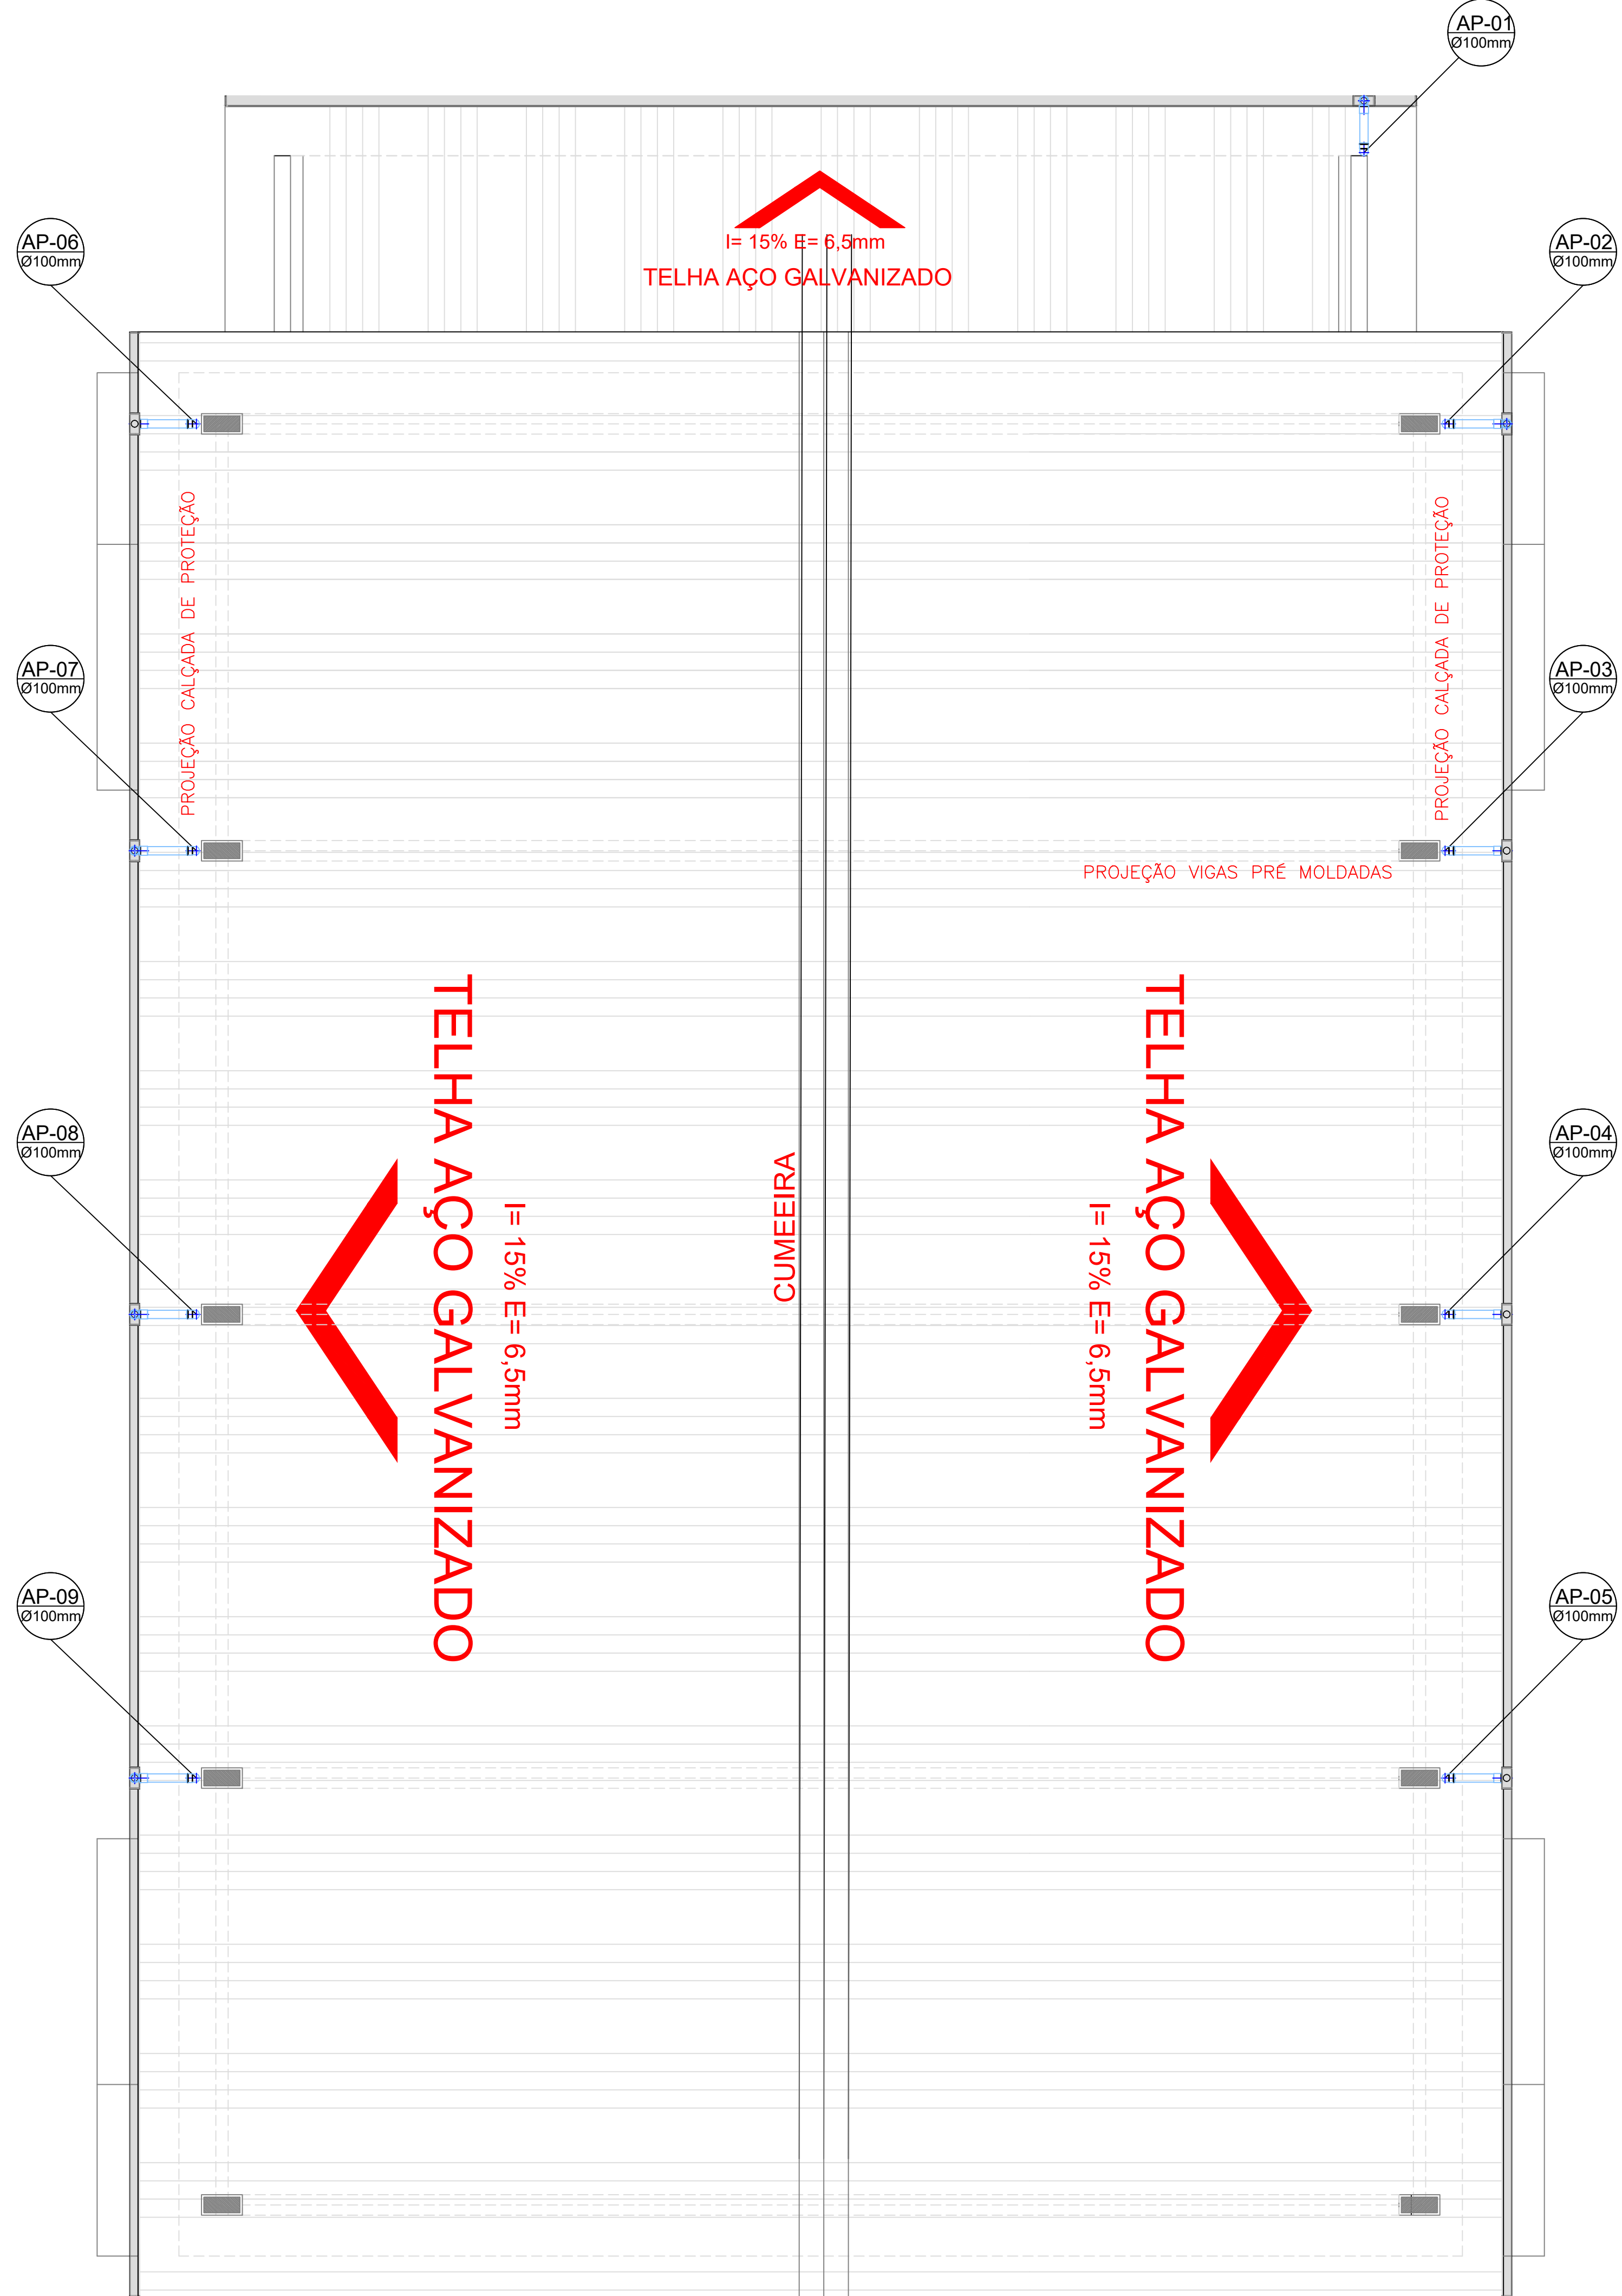 AP-01
Ø100mm
I= 15% E= 6,5mm
TELHA AÇO GALVANIZADO
AP-06
Ø100mm
AP-02
Ø100mm
PROJEÇÃO CALÇADA DE PROTEÇÃO
PROJEÇÃO CALÇADA DE PROTEÇÃO
AP-07
Ø100mm
AP-03
Ø100mm
PROJEÇÃO VIGAS PRÉ MOLDADAS
TELHA AÇO GALVANIZADO
I= 15% E= 6,5mm
CUMEEIRA
I= 15% E= 6,5mm
TELHA AÇO GALVANIZADO
AP-08
Ø100mm
AP-04
Ø100mm
AP-09
Ø100mm
AP-05
Ø100mm